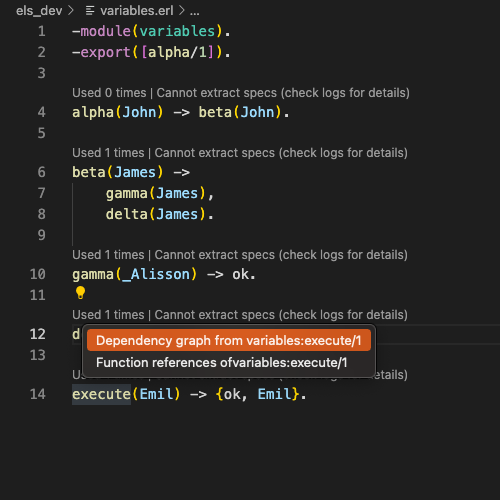 els_dev > variables.erl > ...
1 -module(variables).
2 -export([alpha/1]).
3
Used 0 times | Cannot extract specs (check logs for details)
4 alpha(John) -> beta(John).
5
Used 1 times | Cannot extract specs (check logs for details)
6 beta(James) ->
7 gamma(James),
8 delta(James).
9
Used 1 times | Cannot extract specs (check logs for details)
10 gamma(_Alisson) -> ok.
11
Used 1 times | Cannot extract specs (check logs for details)
12 d
Dependency graph from variables:execute/1
13
Function references ofvariables:execute/1
Us details)
14 execute(Emil) -> {ok, Emil}.